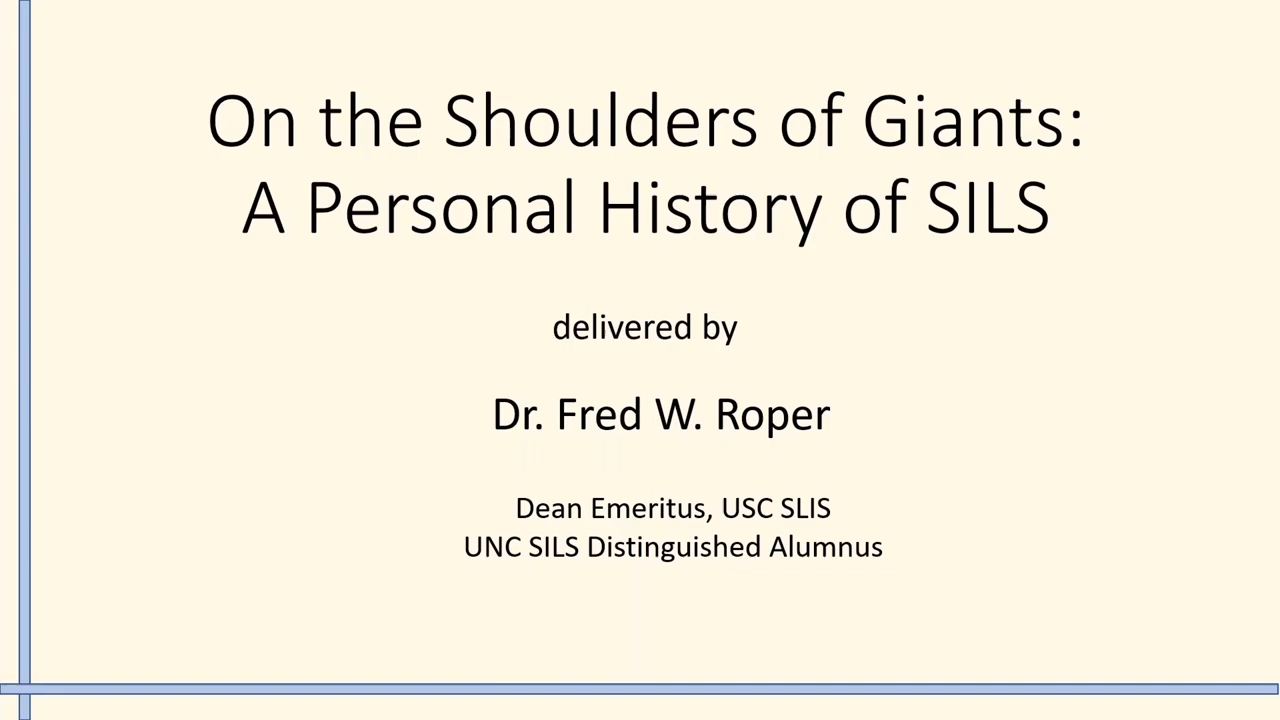 On the Shoulders of Giants:
A Personal History of SILS
delivered by
Dr. Fred W. Roper
Dean Emeritus, USC SLIS
UNC SILS Distinguished Alumnus